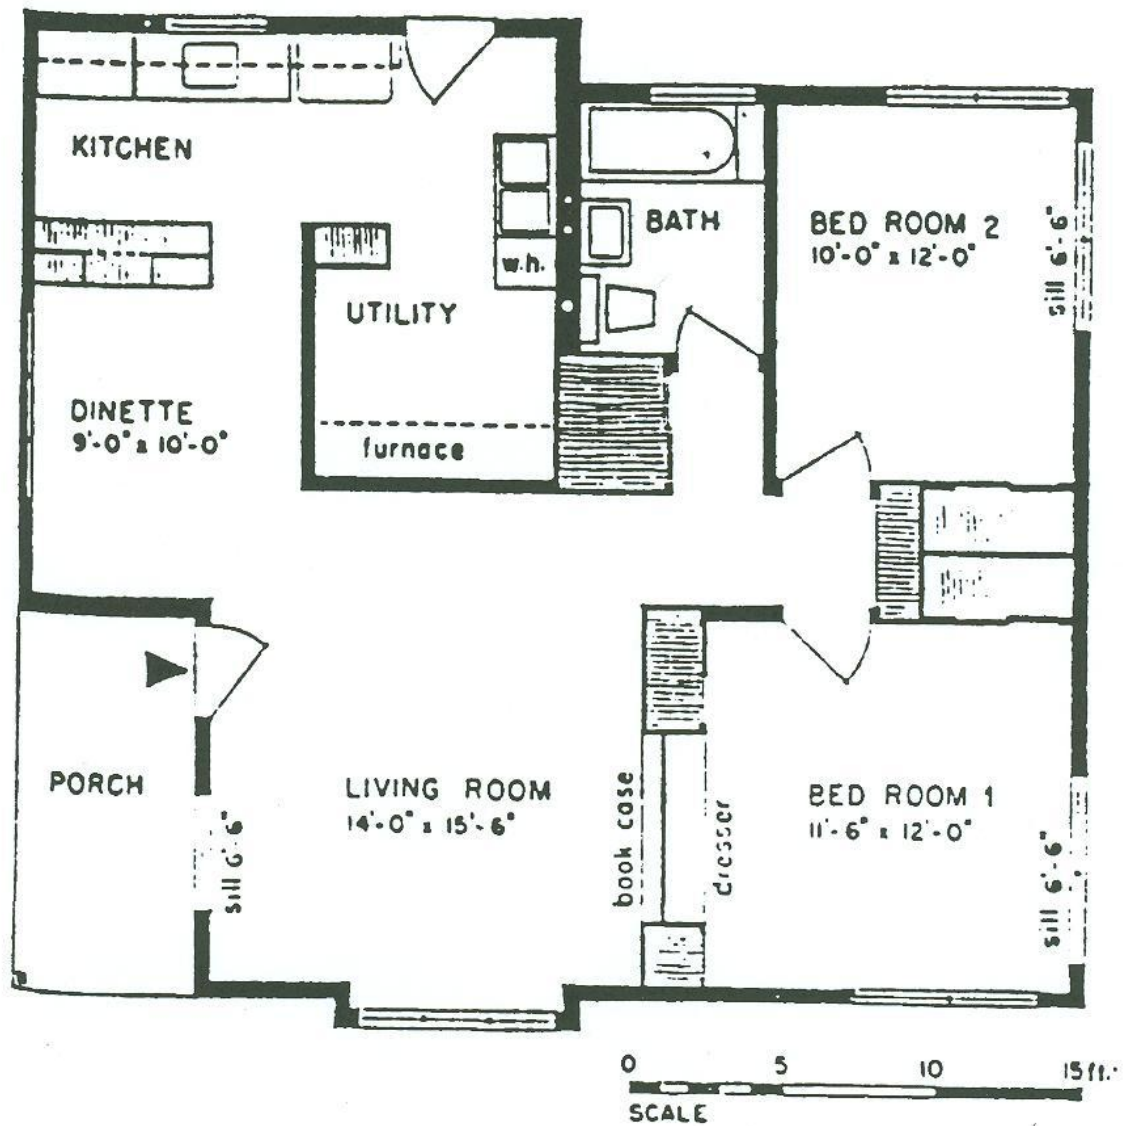 KITCHEN
w.h.
BATH
BED ROOM 2
10'-0" x 12'-0"
sill 6'-6"
UTILITY
DINETTE
9'-0" x 10'-0"
furnace
PORCH
sill 6'-6"
LIVING ROOM
14'-0" x 15'-6"
book case
dresser
BED ROOM 1
11'-6" x 12'-0"
sill 6'-6"
0 5 10 15 ft.
SCALE